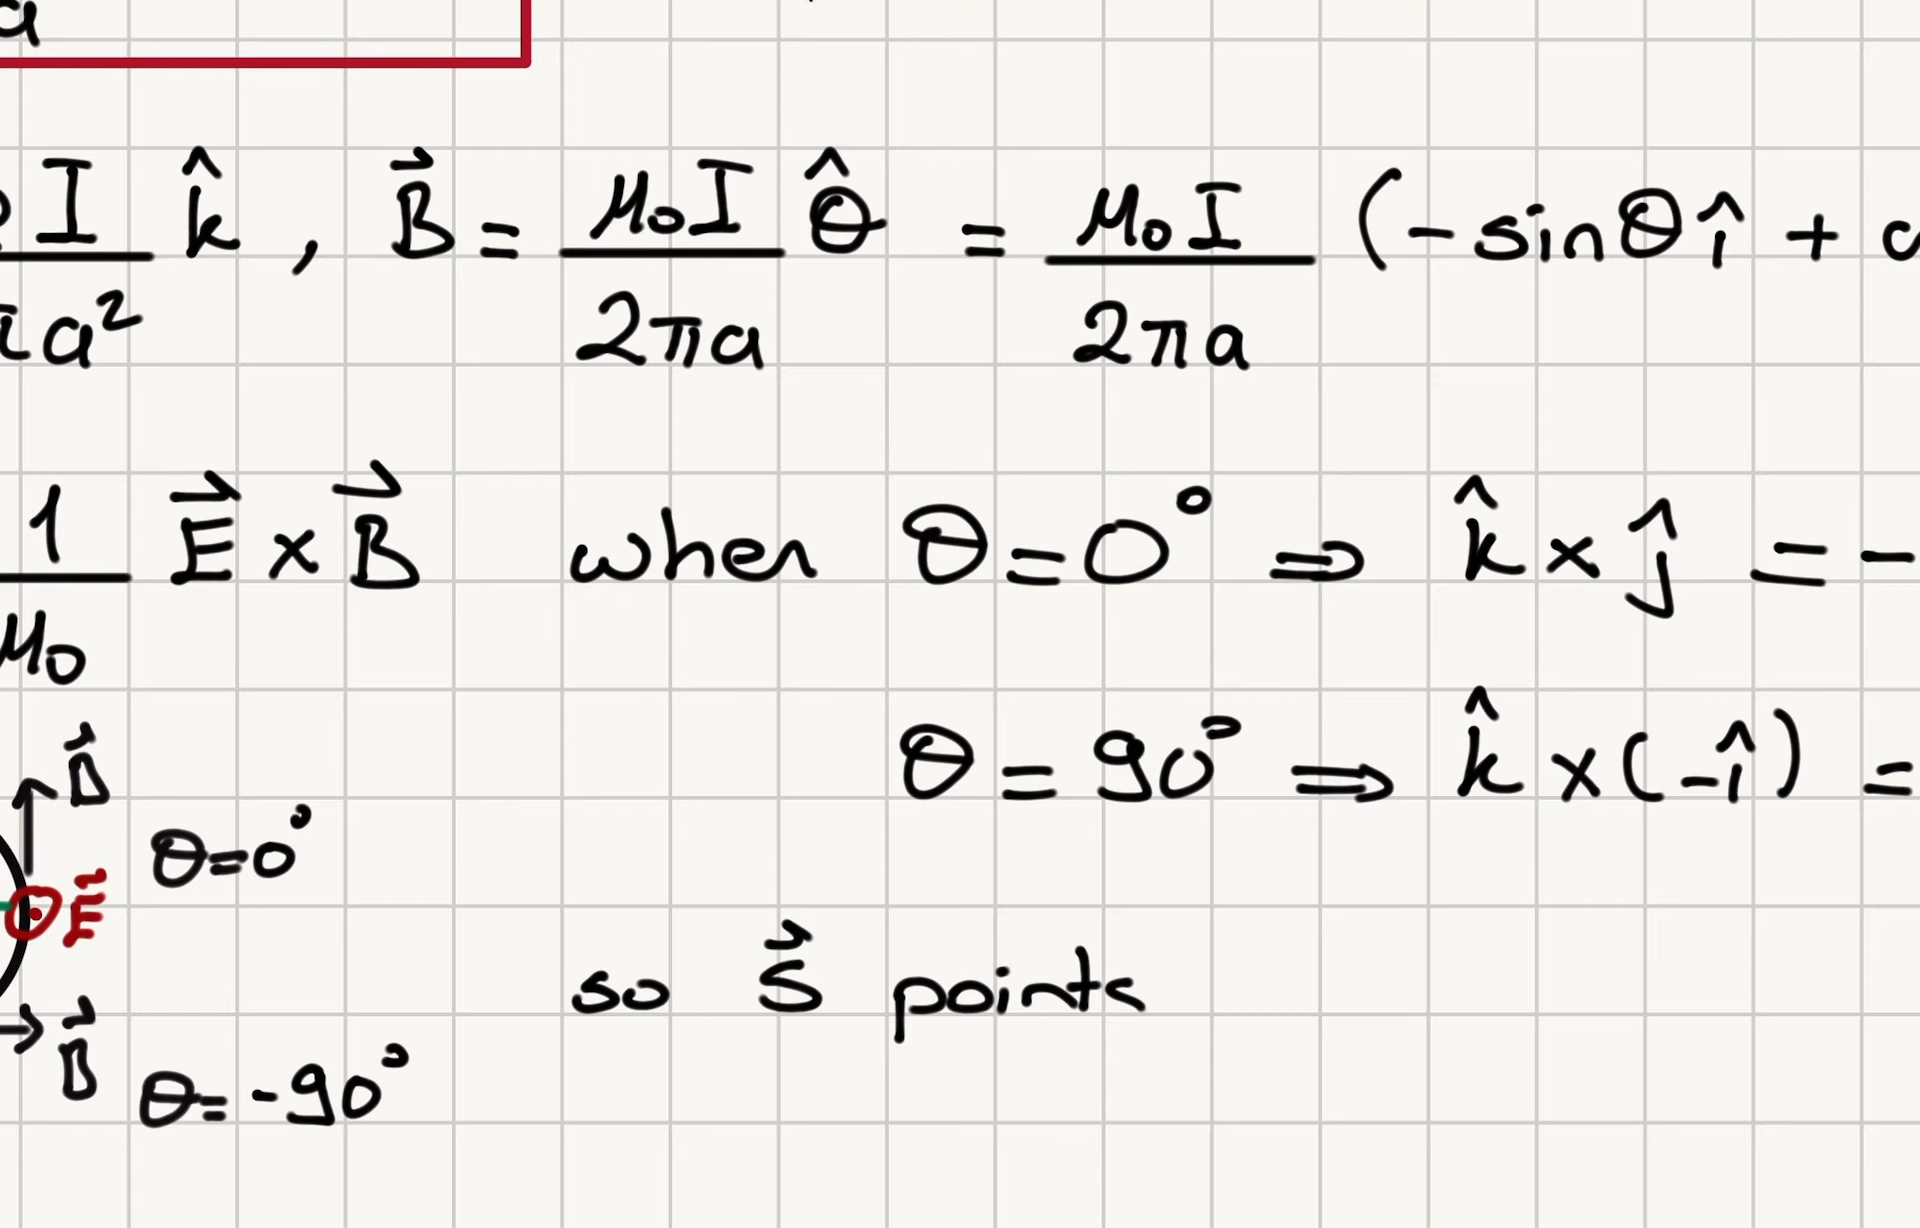 a
I k̂ , B⃗ = μ₀I/2πa θ̂ = μ₀I/2πa (-sinθ î + c
a²
1/μ₀ E⃗ × B⃗ when θ=0° ⇒ k̂ × ĵ = -
θ = 90° ⇒ k̂ × (-î) =
B⃗
θ=0°
E⃗
so S⃗ points
B⃗
θ= -90°